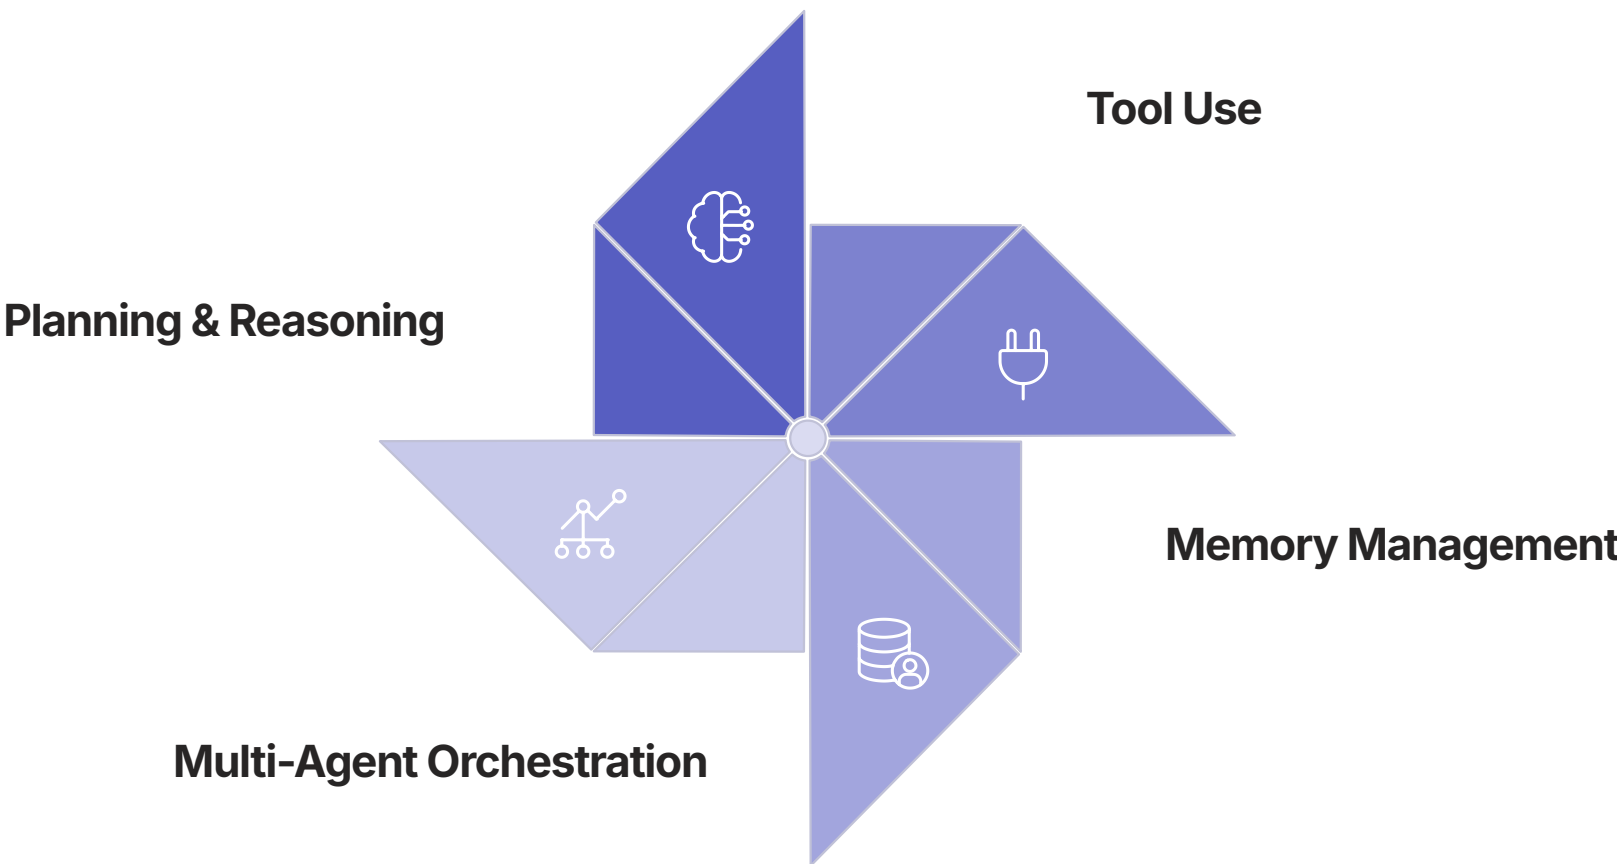 Tool Use
Planning & Reasoning
Memory Management
Multi-Agent Orchestration